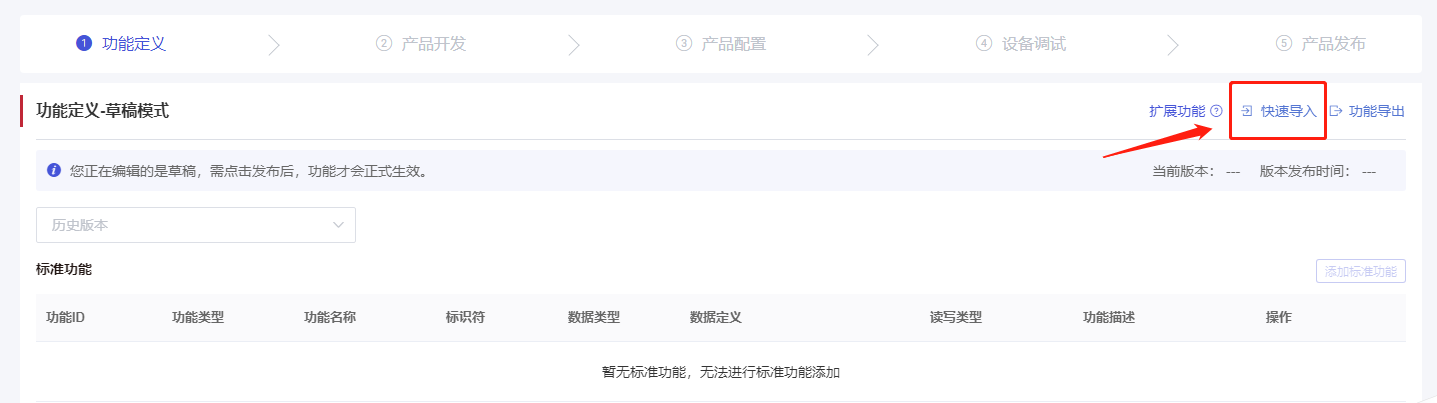 1 功能定义 2 产品开发 3 产品配置 4 设备调试 5 产品发布
功能定义-草稿模式 扩展功能 ? 快速导入 功能导出
您正在编辑的是草稿，需点击发布后，功能才会正式生效。 当前版本： --- 版本发布时间： ---
历史版本
标准功能 添加标准功能
功能ID 功能类型 功能名称 标识符 数据类型 数据定义 读写类型 功能描述 操作
暂无标准功能，无法进行标准功能添加